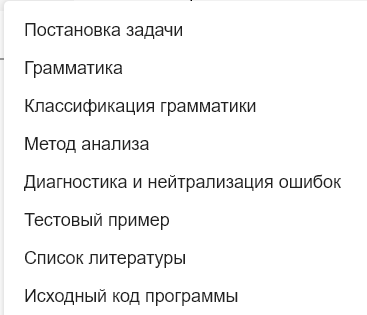 Постановка задачи
Грамматика
Классификация грамматики
Метод анализа
Диагностика и нейтрализация ошибок
Тестовый пример
Список литературы
Исходный код программы